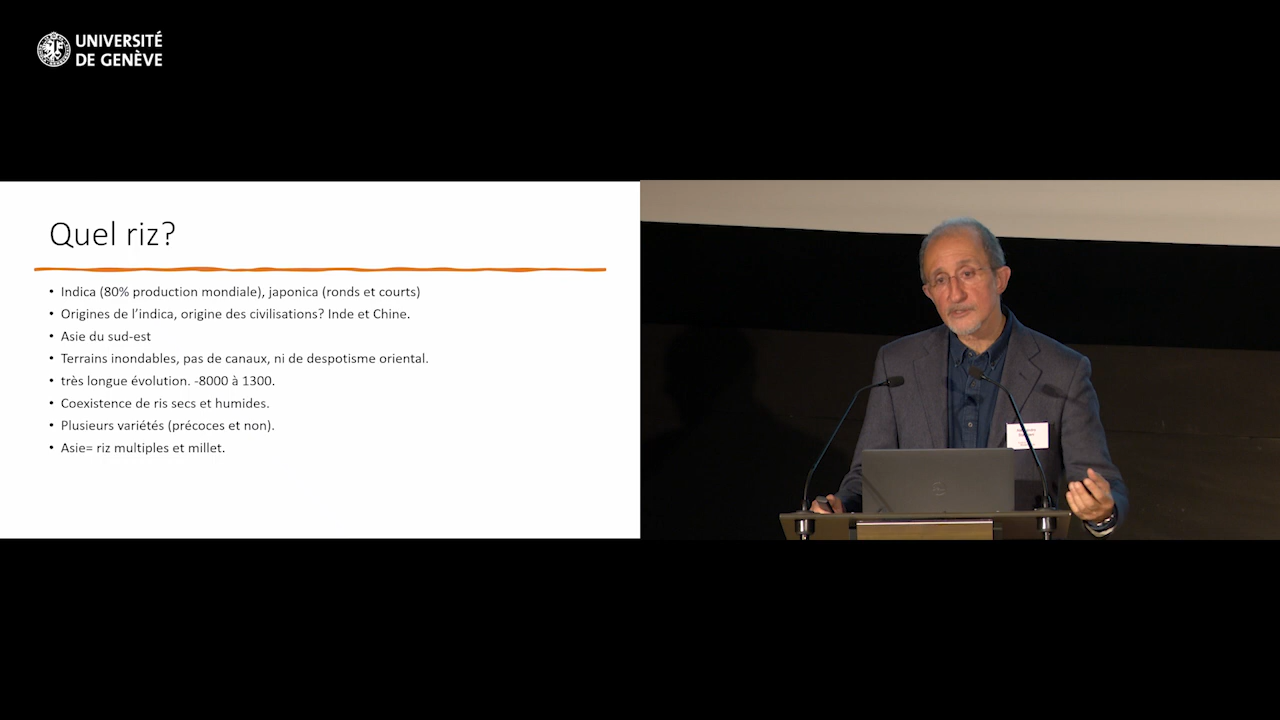 UNIVERSITÉ
DE GENÈVE
Quel riz?
• Indica (80% production mondiale), japonica (ronds et courts)
• Origines de l’indica, origine des civilisations? Inde et Chine.
• Asie du sud-est
• Terrains inondables, pas de canaux, ni de despotisme oriental.
• très longue évolution. -8000 à 1300.
• Coexistence de ris secs et humides.
• Plusieurs variétés (précoces et non).
• Asie= riz multiples et millet.